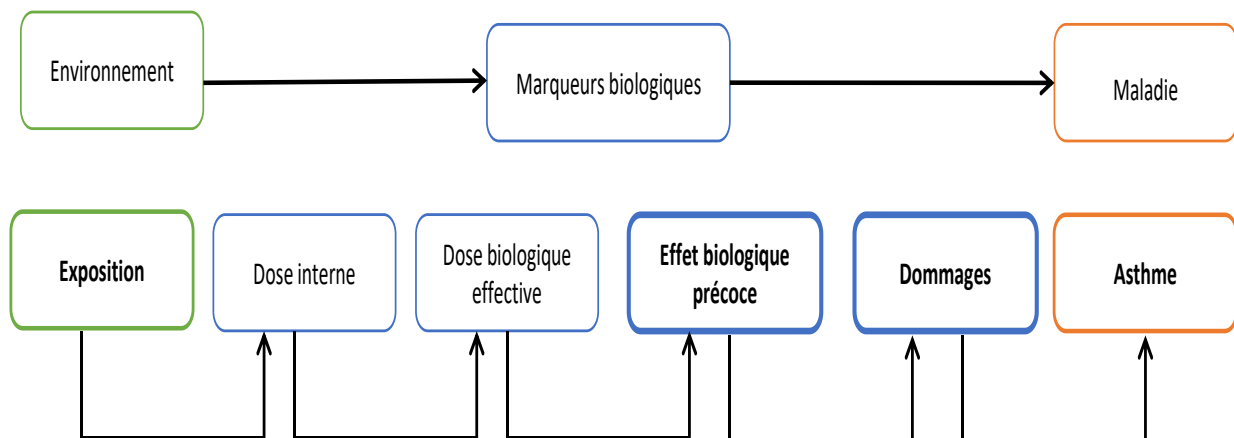 Environnement
Marqueurs biologiques
Maladie
Exposition
Dose interne
Dose biologique
effective
Effet biologique
précoce
Dommages
Asthme